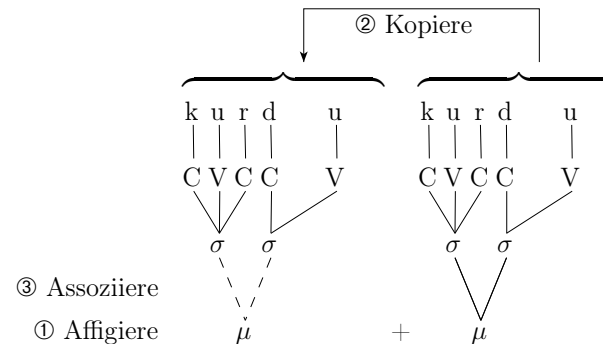 ② Kopiere
k u r d u k u r d u
C V C C V C V C C V
σ σ σ σ
③ Assoziiere
① Affigiere μ + μ